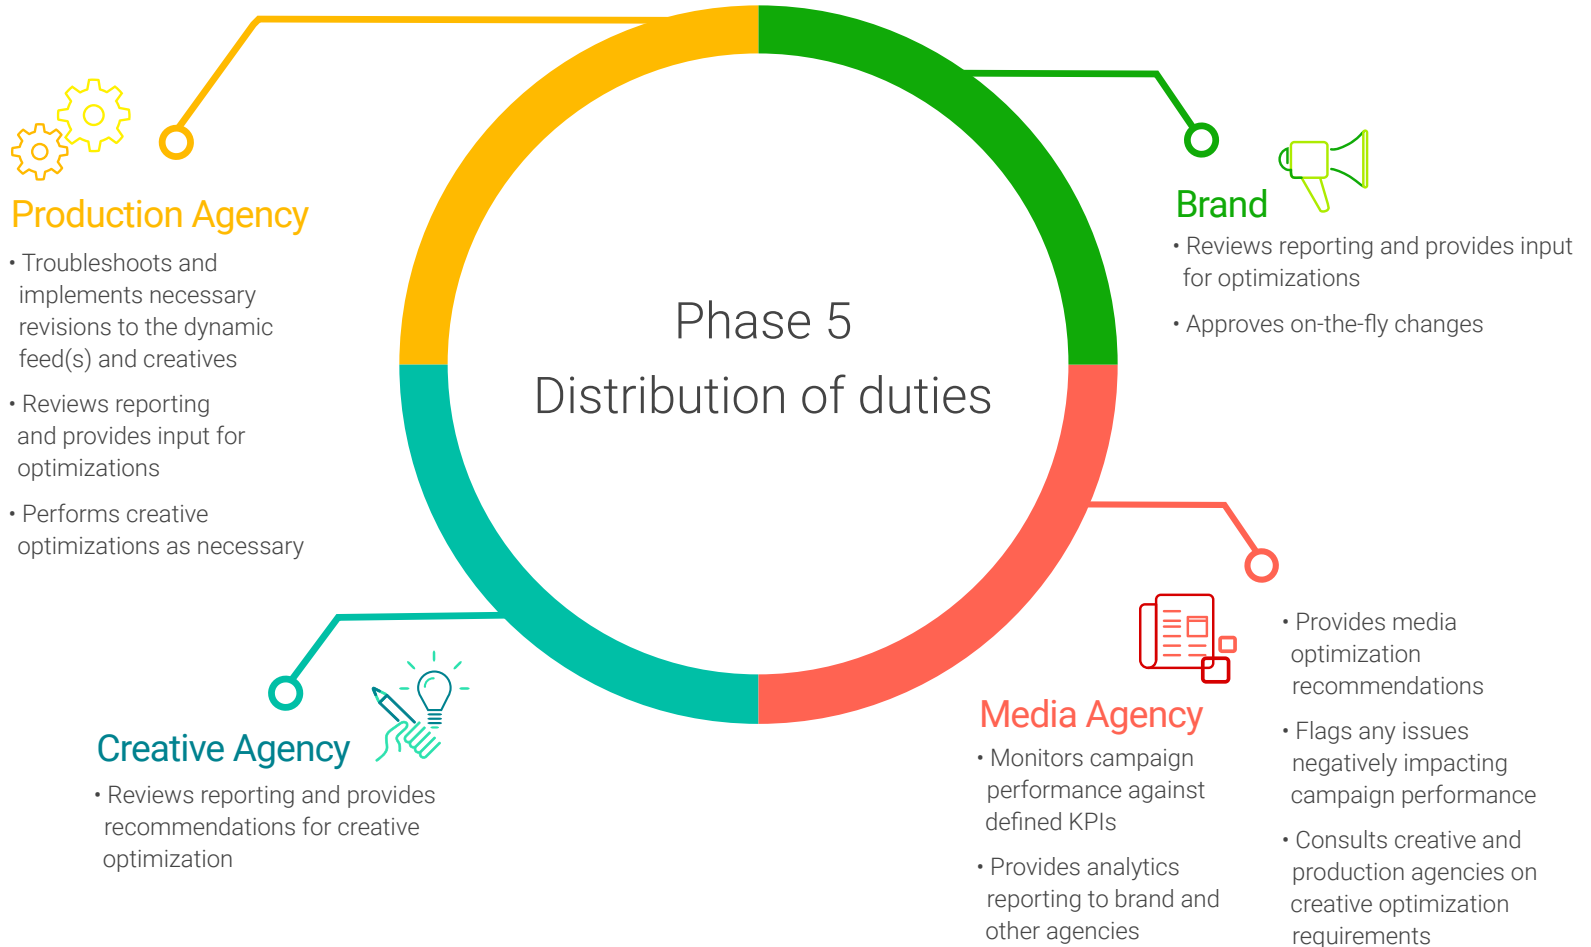 Phase 5
Distribution of duties
Production Agency
• Troubleshoots and
implements necessary
revisions to the dynamic
feed(s) and creatives
• Reviews reporting
and provides input for
optimizations
• Performs creative
optimizations as necessary
Brand
• Reviews reporting and provides input
for optimizations
• Approves on-the-fly changes
Creative Agency
• Reviews reporting and provides
recommendations for creative
optimization
Media Agency
• Monitors campaign
performance against
defined KPIs
• Provides analytics
reporting to brand and
other agencies
• Provides media
optimization
recommendations
• Flags any issues
negatively impacting
campaign performance
• Consults creative and
production agencies on
creative optimization
requirements